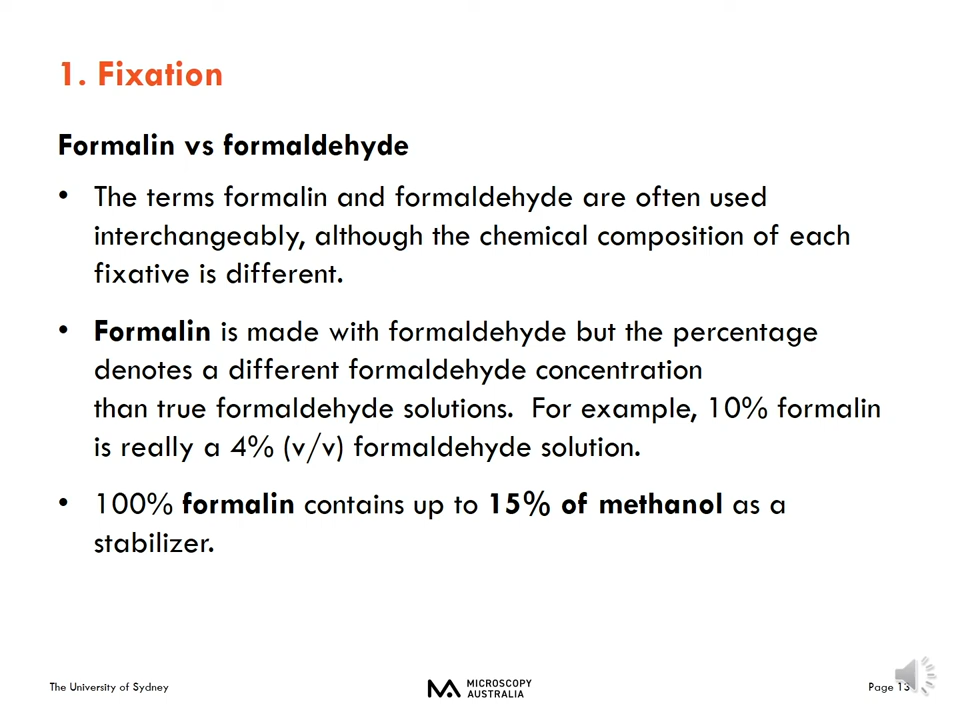 1. Fixation
Formalin vs formaldehyde
• The terms formalin and formaldehyde are often used
interchangeably, although the chemical composition of each
fixative is different.
• Formalin is made with formaldehyde but the percentage
denotes a different formaldehyde concentration
than true formaldehyde solutions. For example, 10% formalin
is really a 4% (v/v) formaldehyde solution.
• 100% formalin contains up to 15% of methanol as a
stabilizer.
The University of Sydney
MICROSCOPY
AUSTRALIA
Page 13